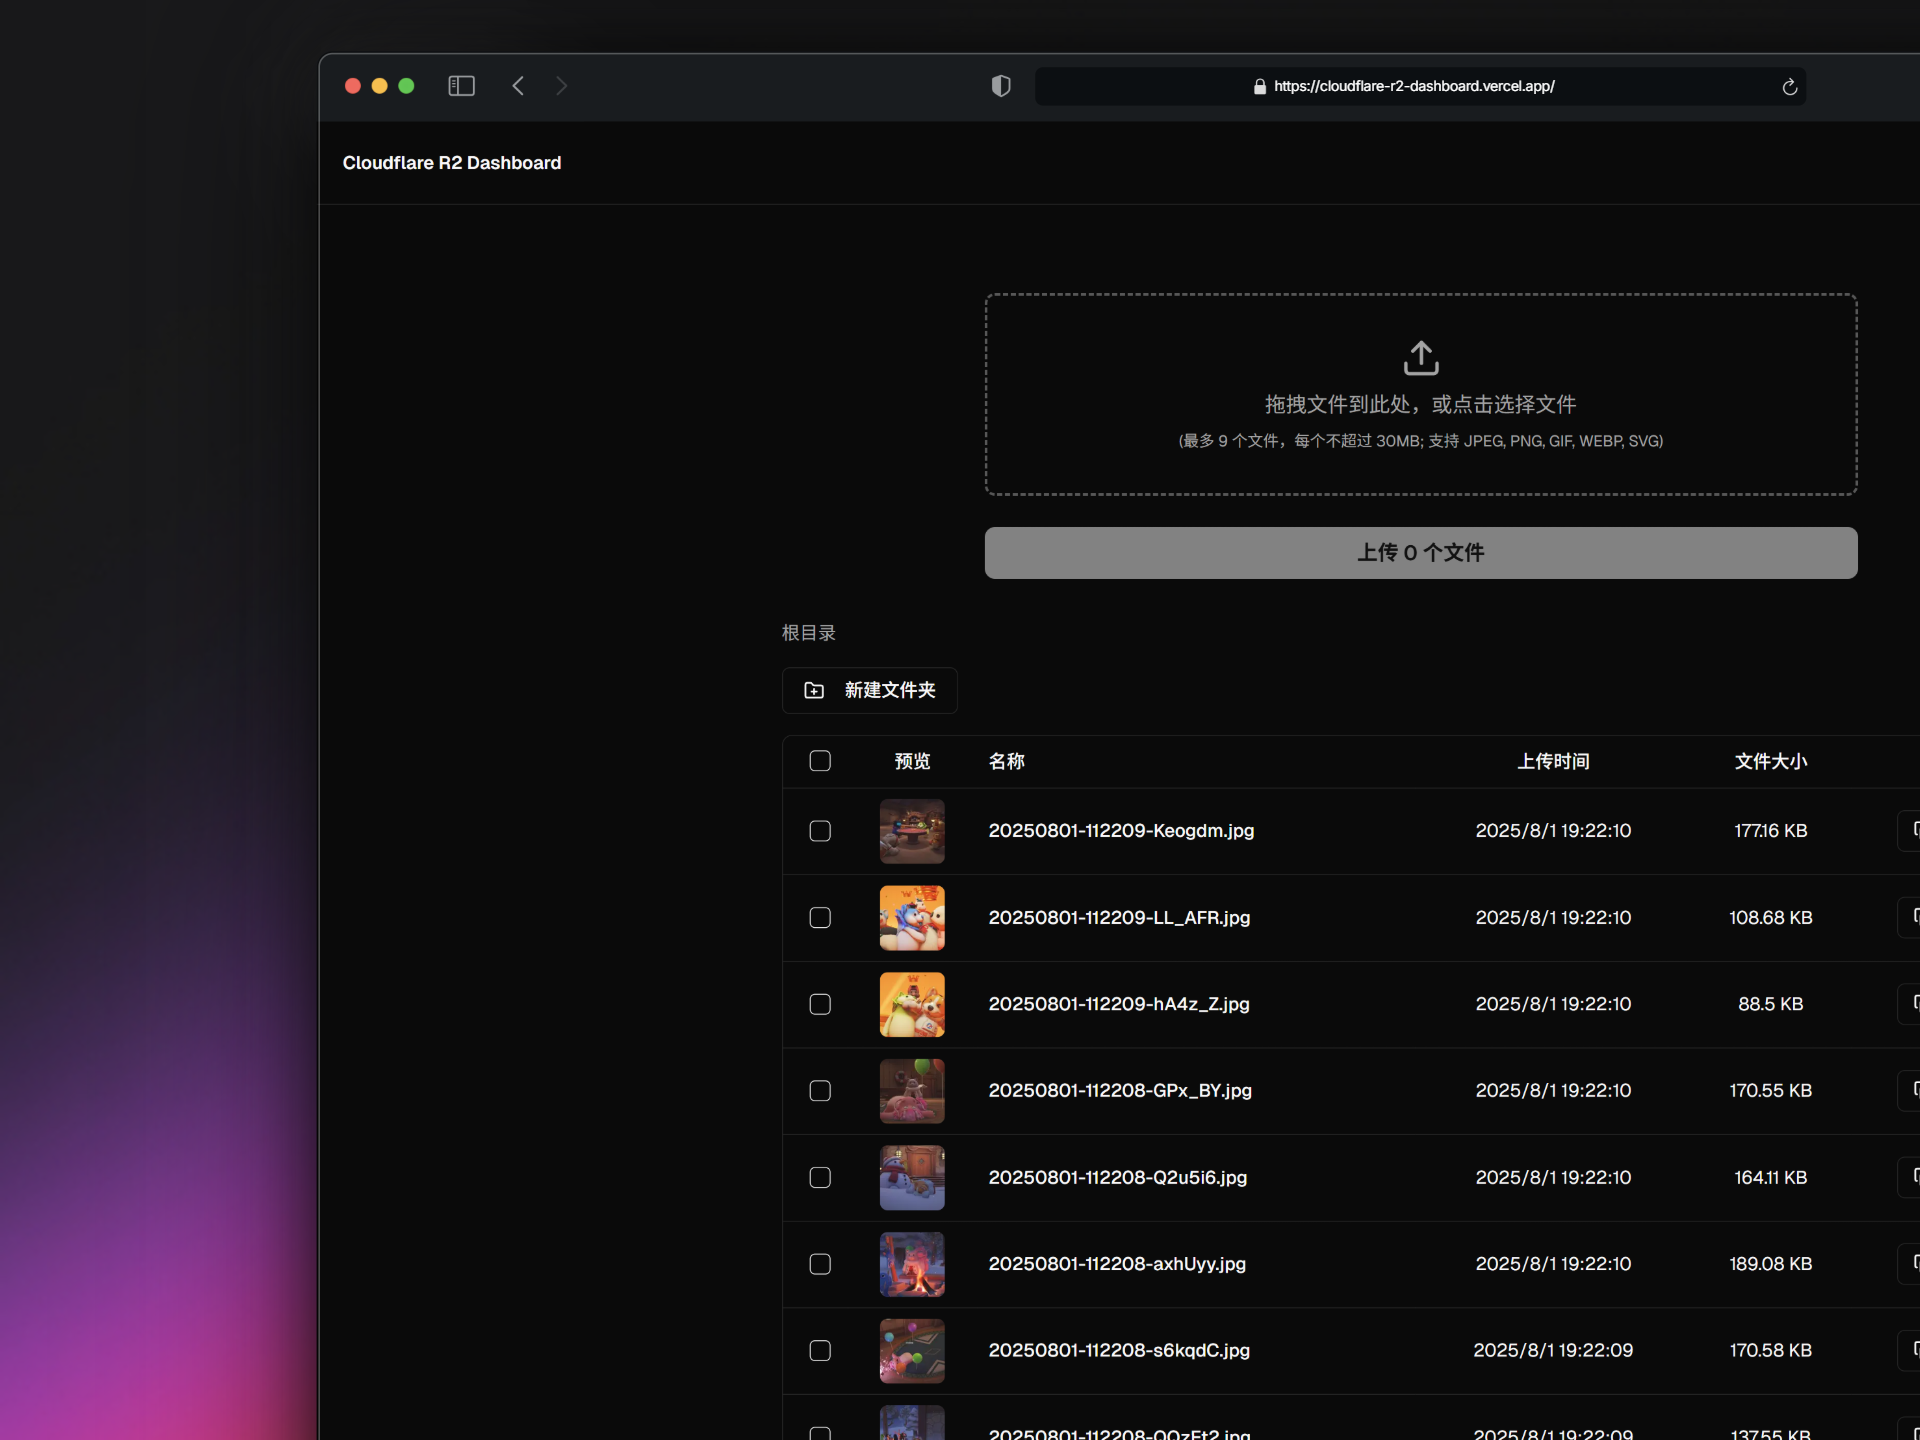 https://cloudflare-r2-dashboard.vercel.app/
Cloudflare R2 Dashboard
拖拽文件到此处，或点击选择文件
(最多 9 个文件，每个不超过 30MB; 支持 JPEG, PNG, GIF, WEBP, SVG)
上传 0 个文件
根目录
新建文件夹
预览 名称 上传时间 文件大小
20250801-112209-Keogdm.jpg 2025/8/1 19:22:10 177.16 KB
20250801-112209-LL_AFR.jpg 2025/8/1 19:22:10 108.68 KB
20250801-112209-hA4z_Z.jpg 2025/8/1 19:22:10 88.5 KB
20250801-112208-GPx_BY.jpg 2025/8/1 19:22:10 170.55 KB
20250801-112208-Q2u5i6.jpg 2025/8/1 19:22:10 164.11 KB
20250801-112208-axhUyy.jpg 2025/8/1 19:22:10 189.08 KB
20250801-112208-s6kqdC.jpg 2025/8/1 19:22:09 170.58 KB
2025/8/1 19:22:09 137.55 KB